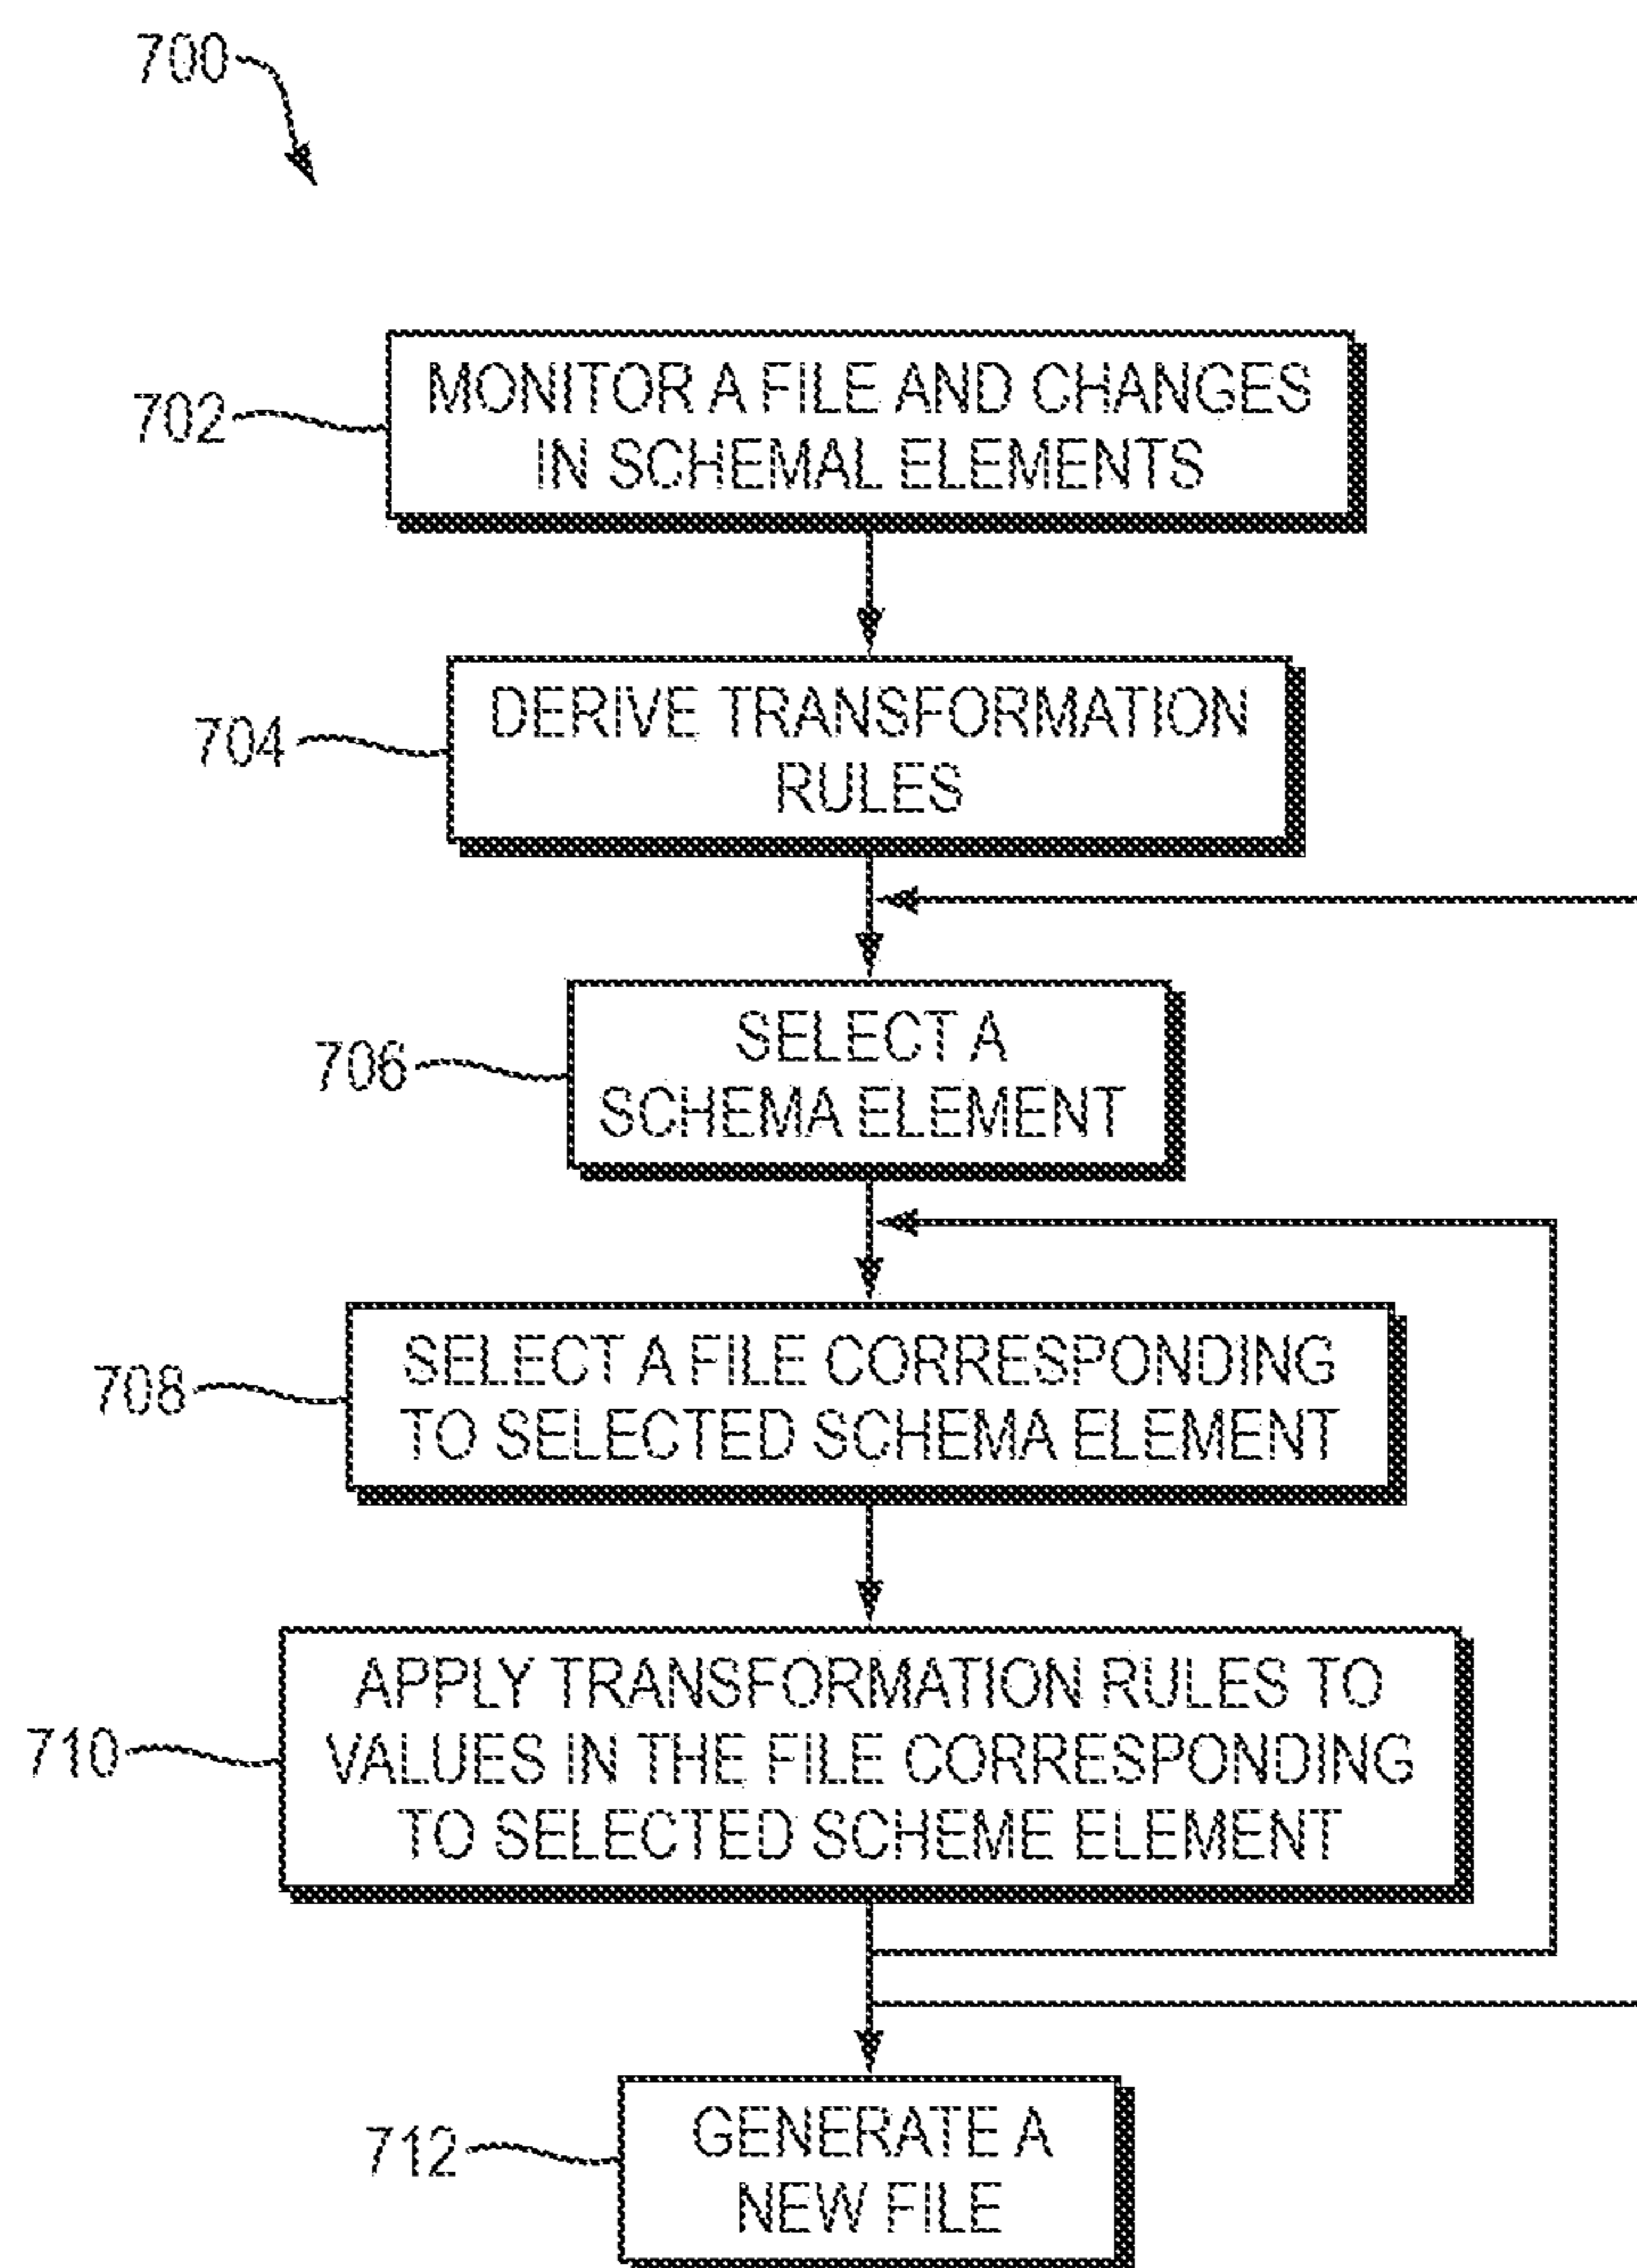 700
702
MONITOR A FILE AND CHANGES
IN SCHEMAL ELEMENTS
704
DERIVE TRANSFORMATION
RULES
706
SELECT A
SCHEMA ELEMENT
708
SELECT A FILE CORRESPONDING
TO SELECTED SCHEMA ELEMENT
710
APPLY TRANSFORMATION RULES TO
VALUES IN THE FILE CORRESPONDING
TO SELECTED SCHEME ELEMENT
712
GENERATE A
NEW FILE